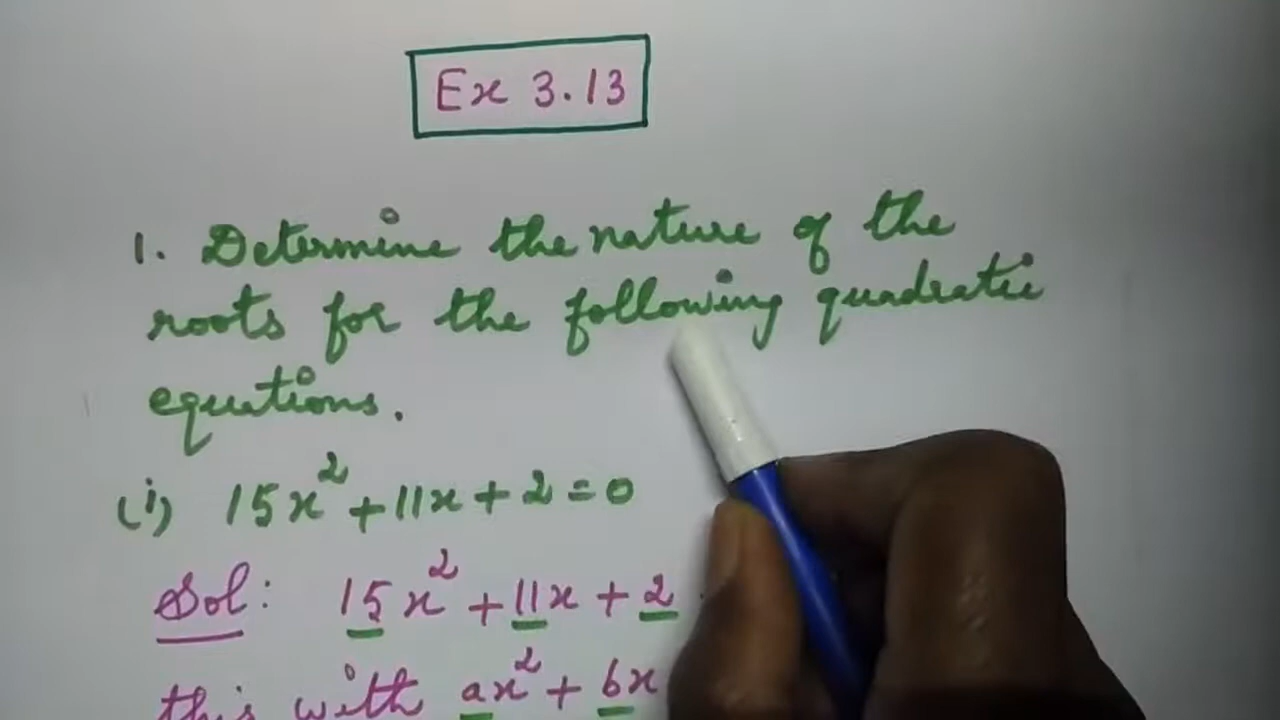 Ex 3.13
1. Determine the nature of the
roots for the following quadratic
equations.
(i) 15x² + 11x + 2 = 0
Sol: 15x² + 11x + 2
this with ax² + bx